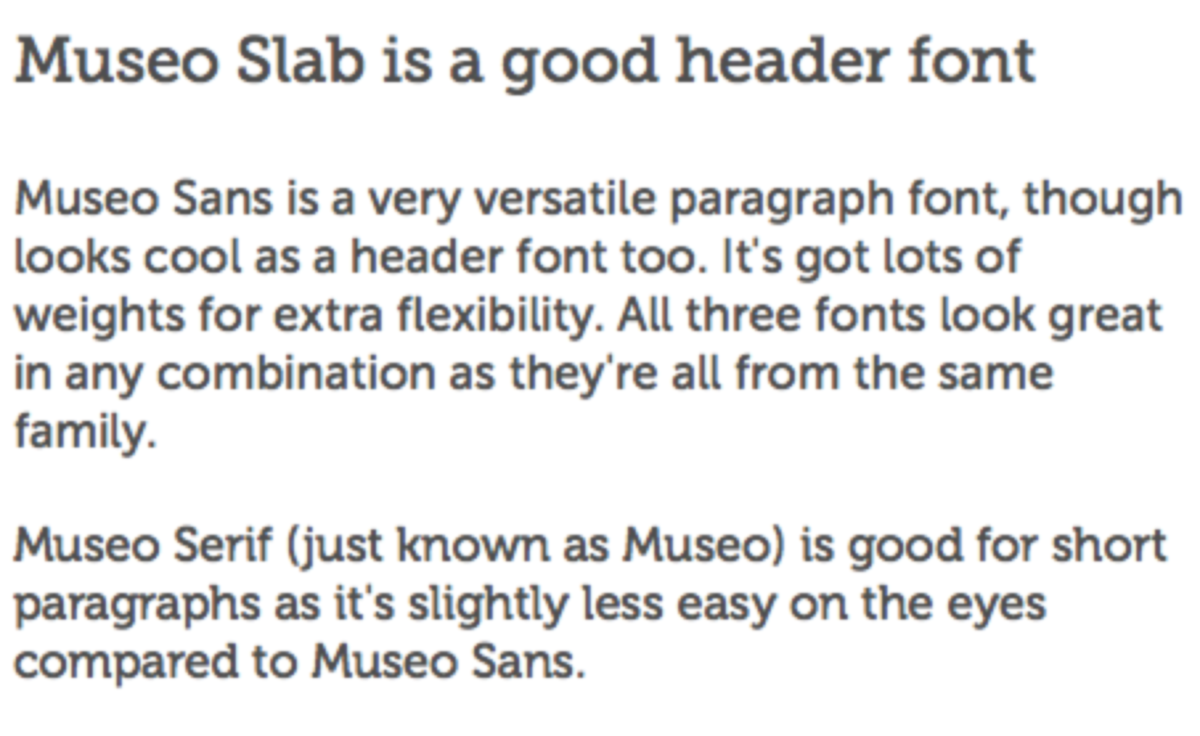 Museo Slab is a good header font
Museo Sans is a very versatile paragraph font, though
looks cool as a header font too. It's got lots of
weights for extra flexibility. All three fonts look great
in any combination as they're all from the same
family.
Museo Serif (just known as Museo) is good for short
paragraphs as it's slightly less easy on the eyes
compared to Museo Sans.